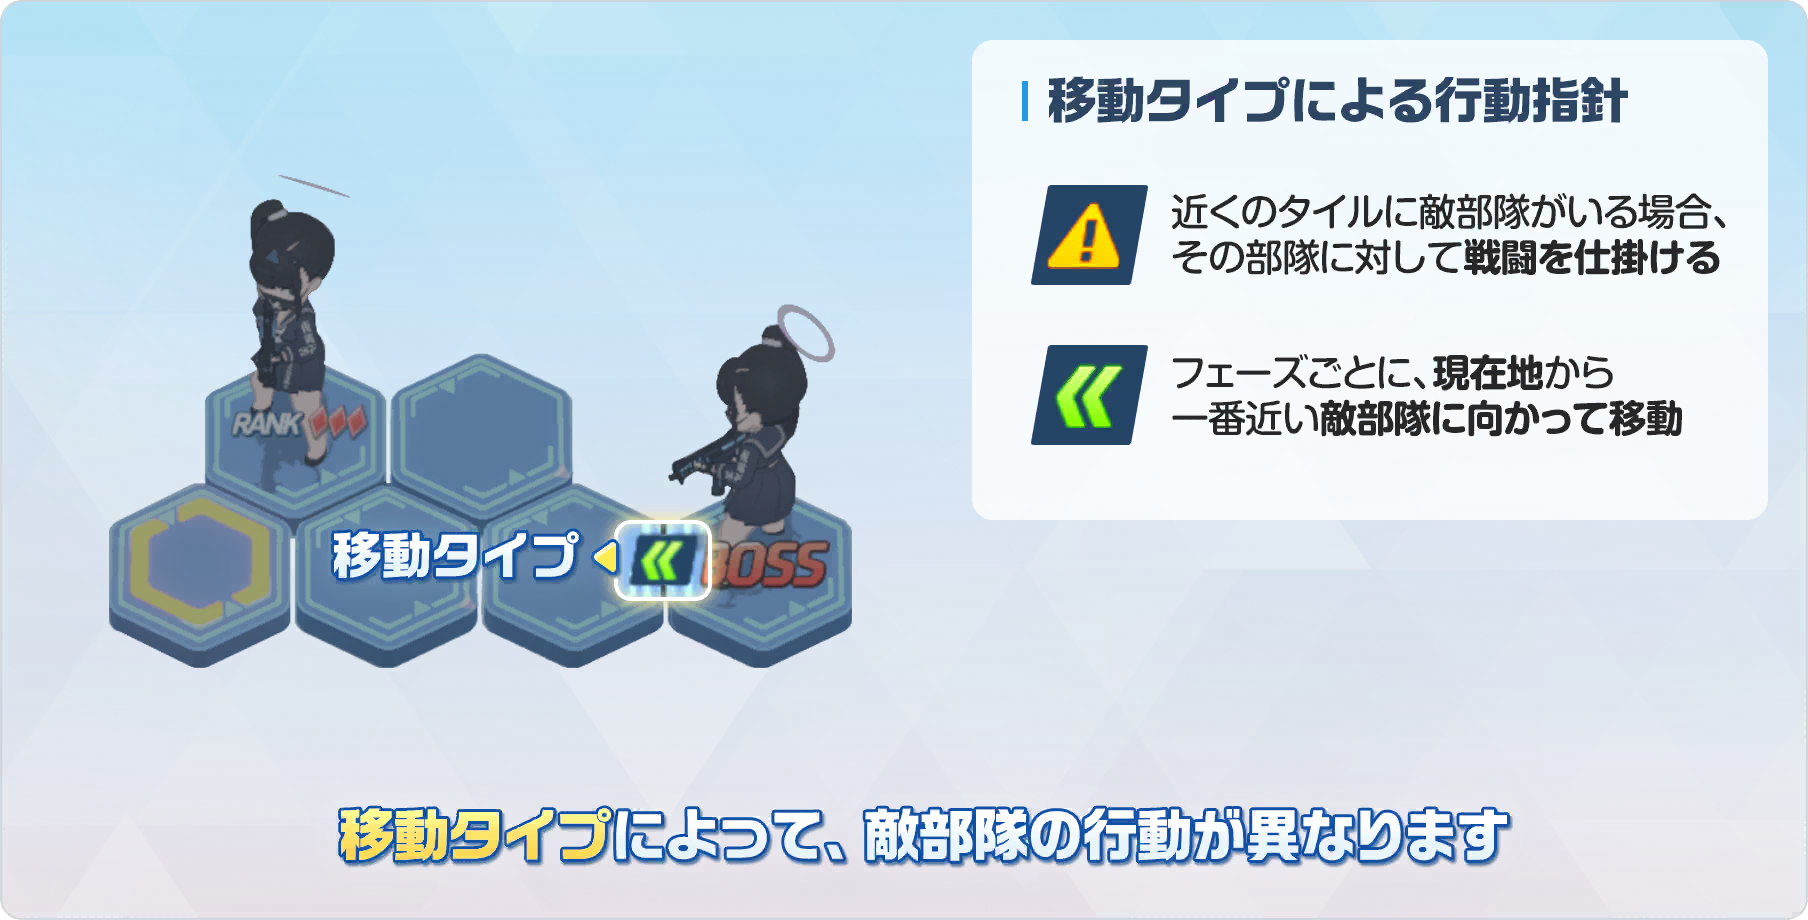 移動タイプによる行動指針
近くのタイルに敵部隊がいる場合、
その部隊に対して戦闘を仕掛ける
フェーズごとに、現在地から
一番近い敵部隊に向かって移動
RANK
移動タイプ
BOSS
移動タイプによって、敵部隊の行動が異なります